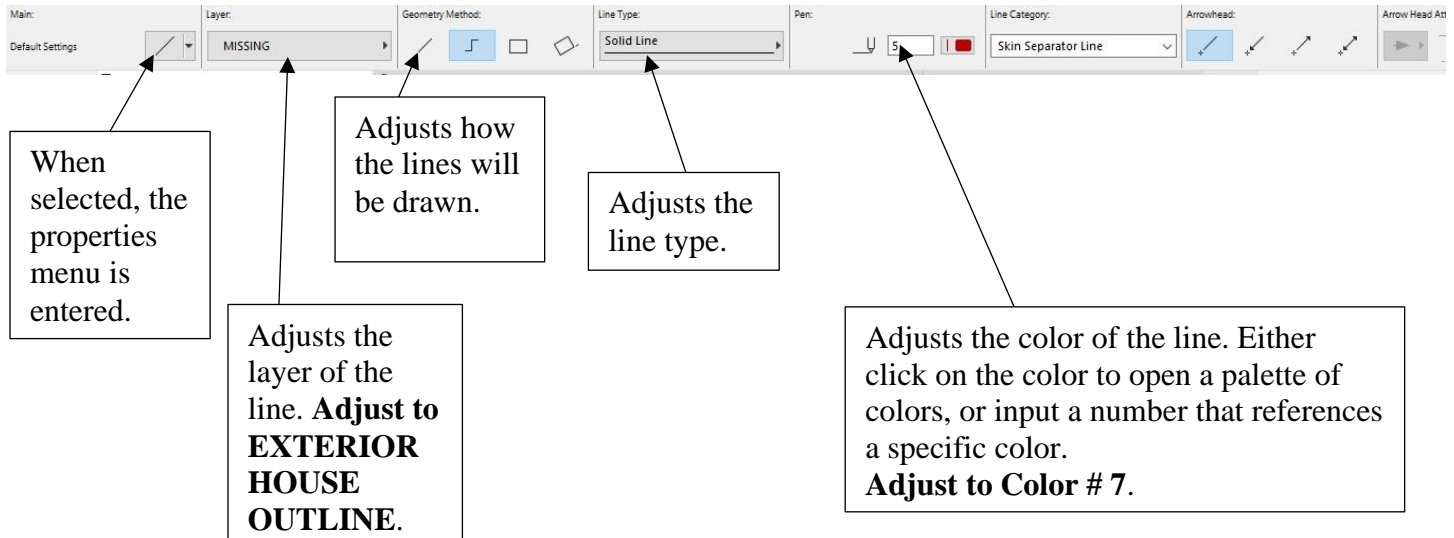 Main:
Layer:
Geometry Method:
Line Type:
Pen:
Line Category:
Arrowhead:
Arrow Head Att
Default Settings
MISSING
Solid Line
5
Skin Separator Line
When
selected, the
properties
menu is
entered.
Adjusts the
layer of the
line. Adjust to
EXTERIOR
HOUSE
OUTLINE.
Adjusts how
the lines will
be drawn.
Adjusts the
line type.
Adjusts the color of the line. Either
click on the color to open a palette of
colors, or input a number that references
a specific color.
Adjust to Color # 7.